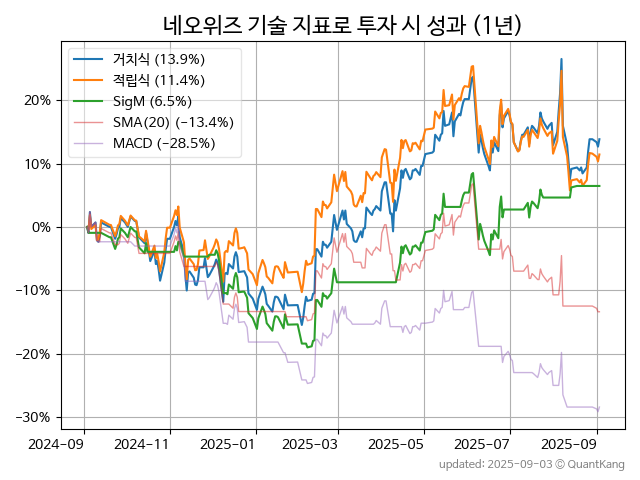 네오위즈 기술 지표로 투자 시 성과 (1년)
거치식 (13.9%)
적립식 (11.4%)
SigM (6.5%)
SMA(20) (−13.4%)
MACD (−28.5%)
20%
10%
0%
−10%
−20%
−30%
2024-09 2024-11 2025-01 2025-03 2025-05 2025-07 2025-09
updated: 2025-09-03 © QuantKang